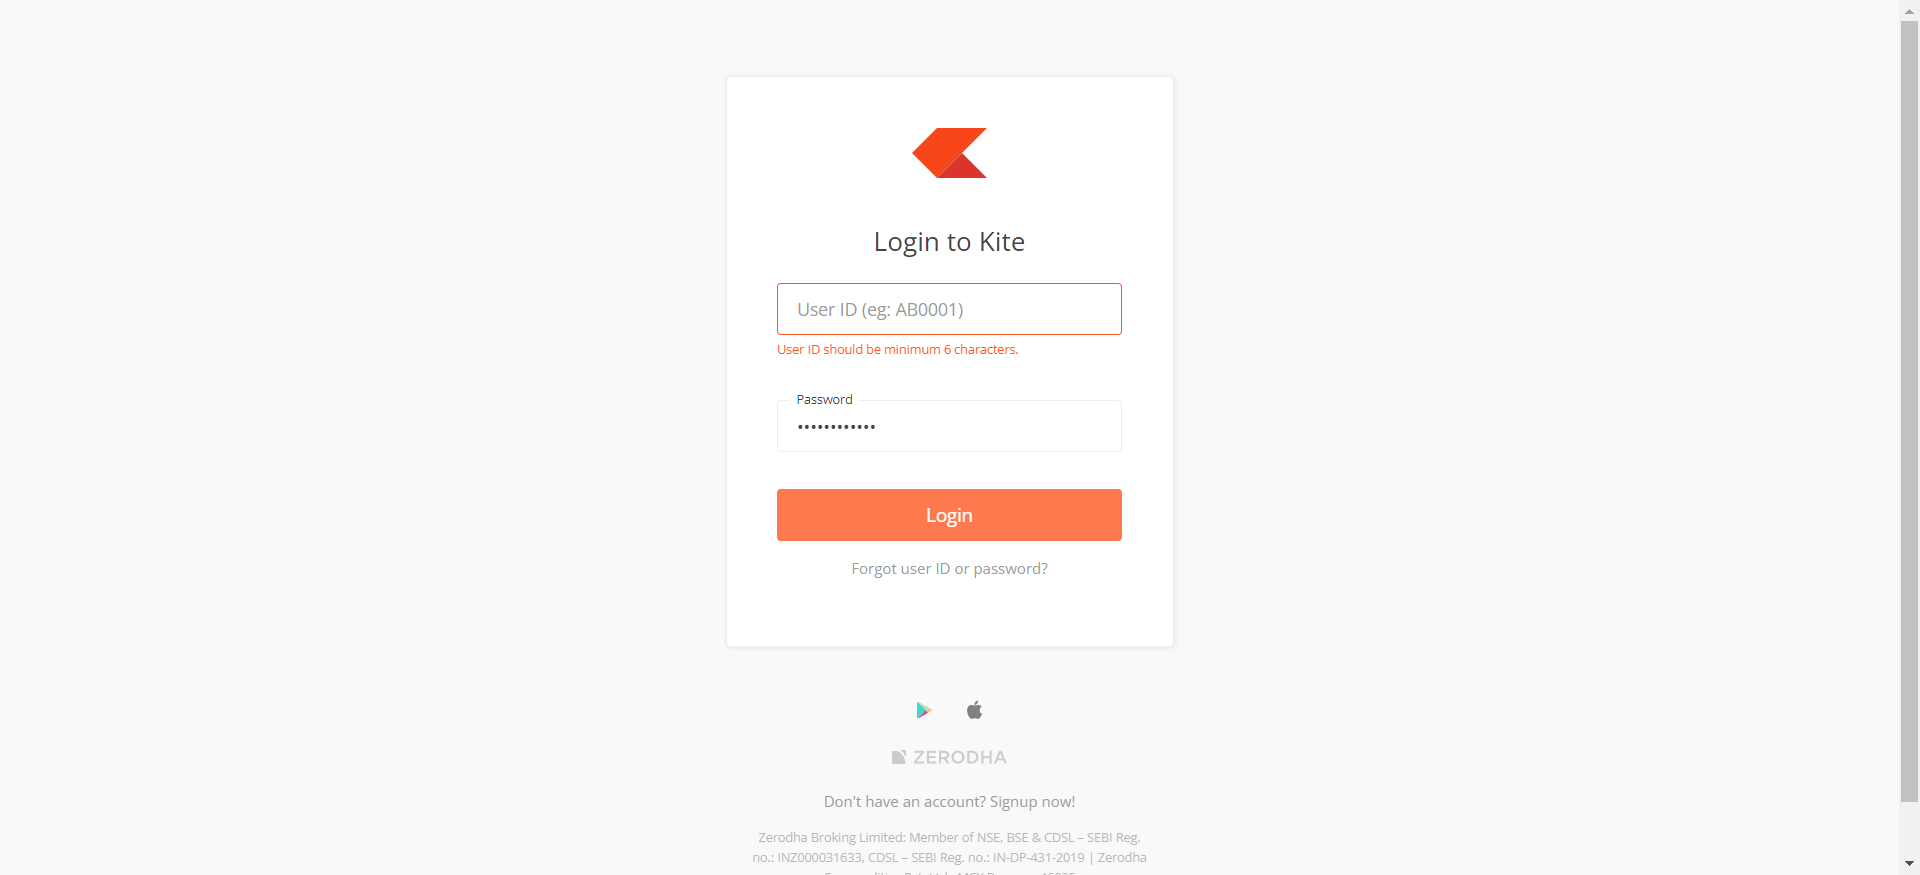 Login to Kite
User ID (eg: AB0001)
User ID should be minimum 6 characters.
Password
••••••••••••
Login
Forgot user ID or password?
ZERODHA
Don't have an account? Signup now!
Zerodha Broking Limited: Member of NSE, BSE & CDSL – SEBI Reg.
no.: INZ000031633, CDSL – SEBI Reg. no.: IN-DP-431-2019 | Zerodha